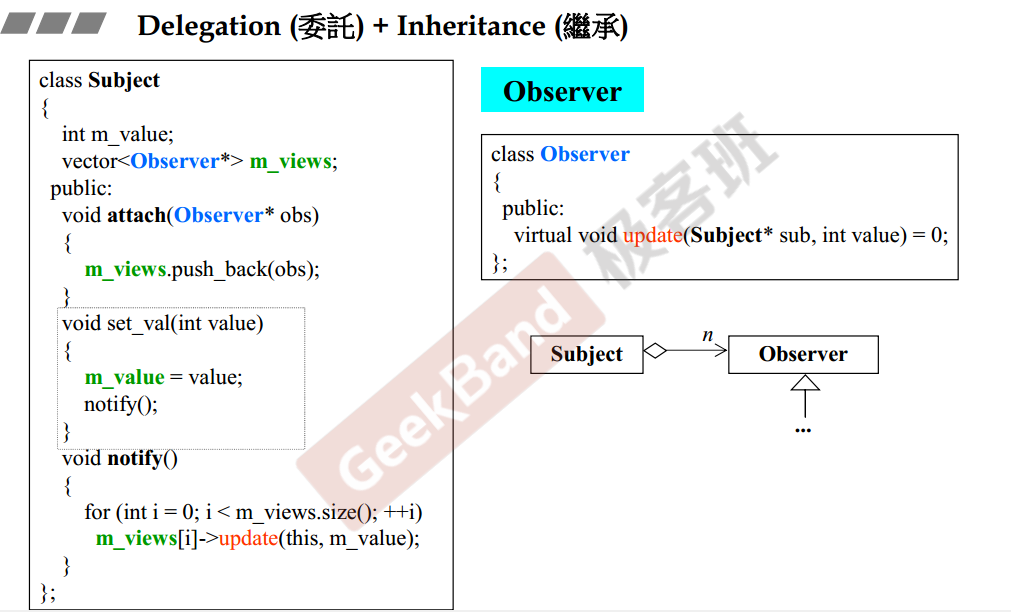 Delegation (委託) + Inheritance (繼承)
class Subject
{
int m_value;
vector<Observer*> m_views;
public:
void attach(Observer* obs)
{
m_views.push_back(obs);
}
void set_val(int value)
{
m_value = value;
notify();
}
void notify()
{
for (int i = 0; i < m_views.size(); ++i)
m_views[i]->update(this, m_value);
}
};
Observer
class Observer
{
public:
virtual void update(Subject* sub, int value) = 0;
};
Subject
n
Observer
...
GeekBand 极客班